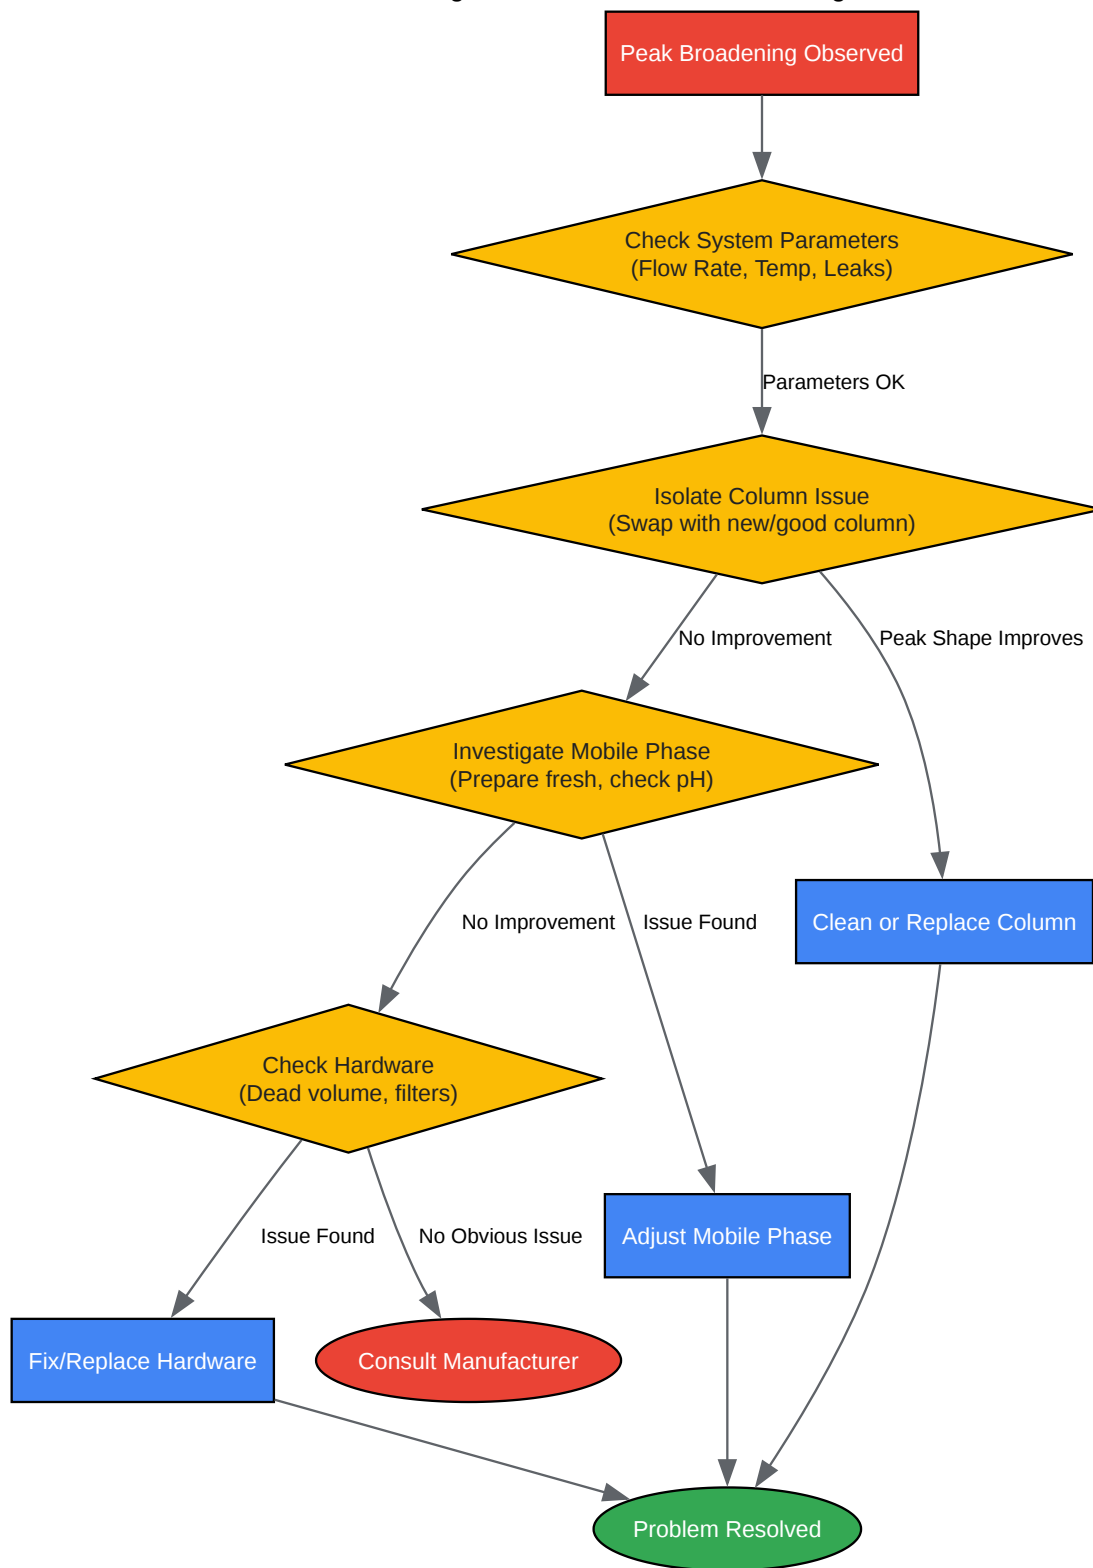 Peak Broadening Observed
Check System Parameters
(Flow Rate, Temp, Leaks)
Parameters OK
Isolate Column Issue
(Swap with new/good column)
No Improvement
Peak Shape Improves
Investigate Mobile Phase
(Prepare fresh, check pH)
No Improvement
Issue Found
Clean or Replace Column
Check Hardware
(Dead volume, filters)
Issue Found
No Obvious Issue
Adjust Mobile Phase
Fix/Replace Hardware
Consult Manufacturer
Problem Resolved